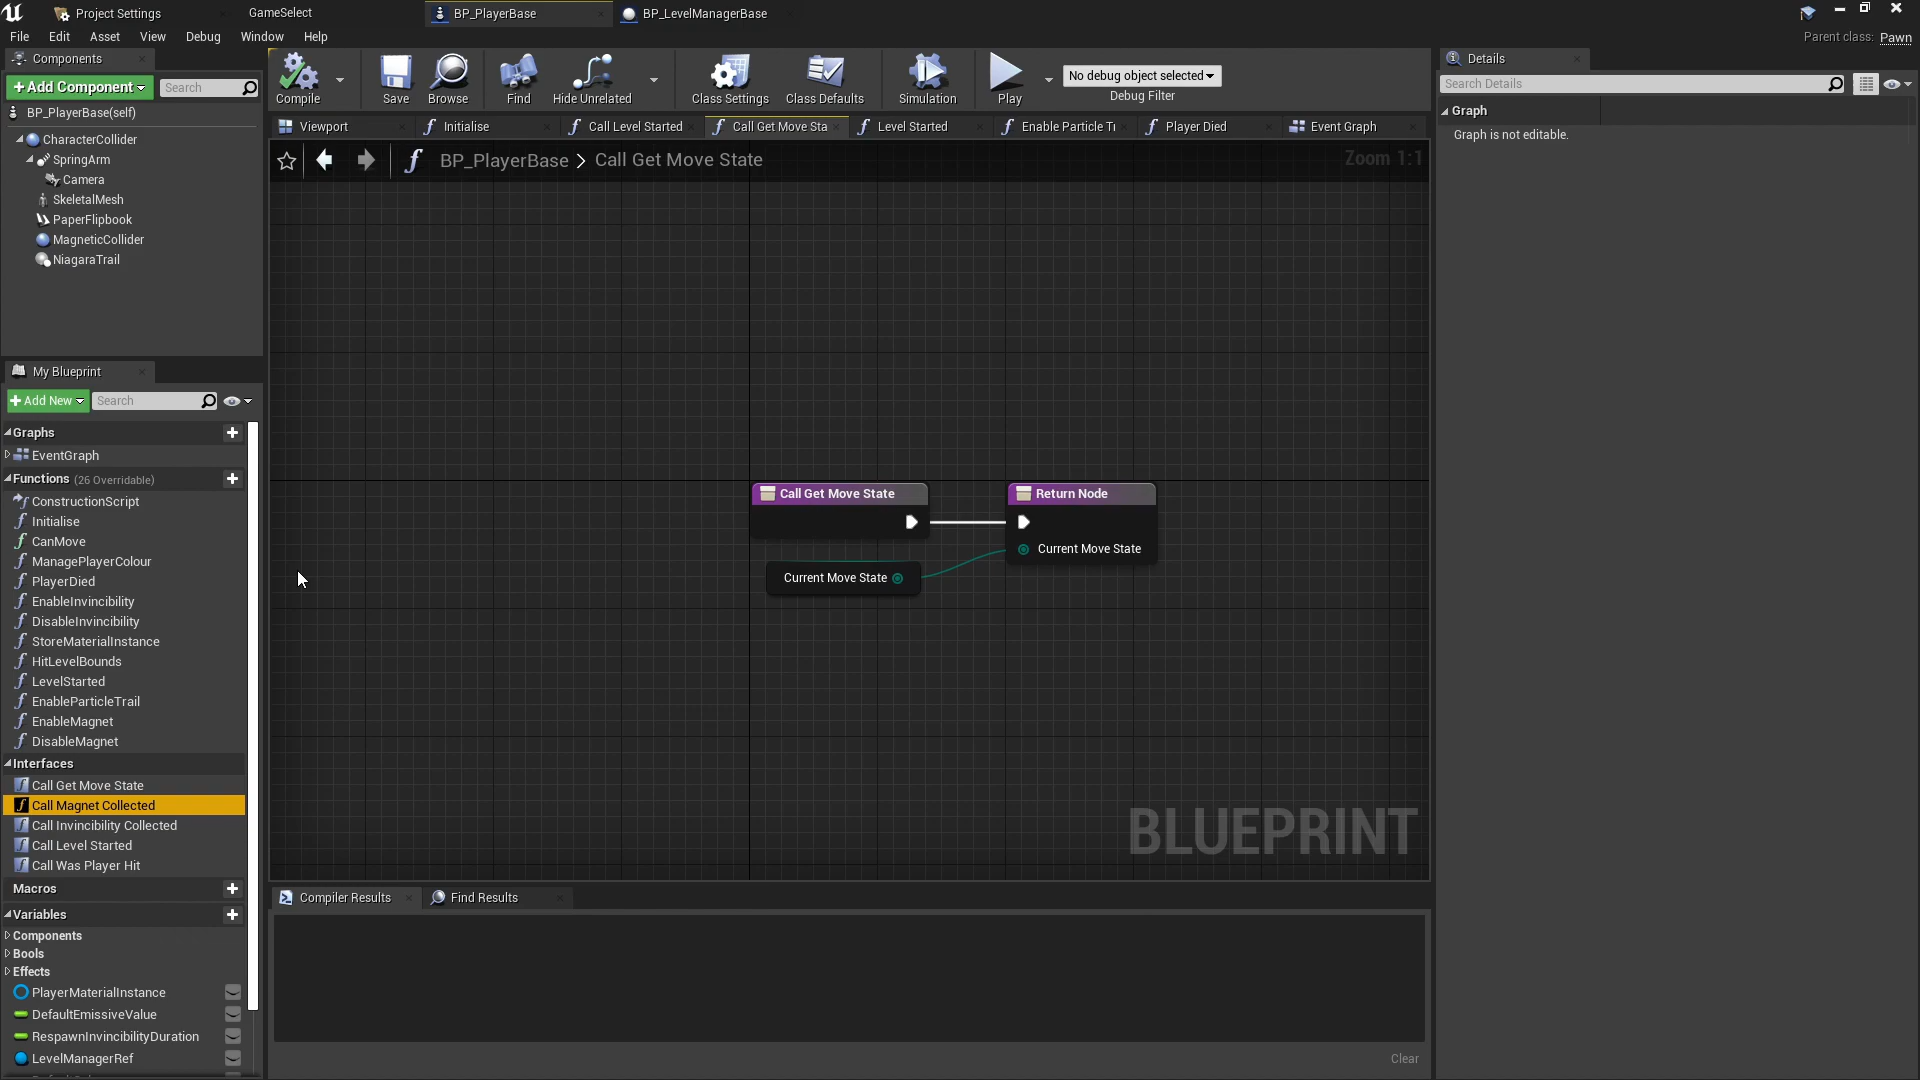 Project Settings
GameSelect
BP_PlayerBase
BP_LevelManagerBase
File Edit Asset View Debug Window Help
Parent class: Pawn
Components
+Add Component
Search
BP_PlayerBase(self)
CharacterCollider
SpringArm
Camera
SkeletalMesh
PaperFlipbook
MagneticCollider
NiagaraTrail
Compile
Save
Browse
Find
Hide Unrelated
Class Settings
Class Defaults
Simulation
Play
No debug object selected
Debug Filter
Viewport
Initialise
Call Level Started
Call Get Move Sta
Level Started
Enable Particle Tr
Player Died
Event Graph
BP_PlayerBase > Call Get Move State
Zoom 1:1
Call Get Move State
Return Node
Current Move State
Current Move State
BLUEPRINT
My Blueprint
+Add New
Search
Graphs
EventGraph
Functions (26 Overridable)
ConstructionScript
Initialise
CanMove
ManagePlayerColour
PlayerDied
EnableInvincibility
DisableInvincibility
StoreMaterialInstance
HitLevelBounds
LevelStarted
EnableParticleTrail
EnableMagnet
DisableMagnet
Interfaces
Call Get Move State
Call Magnet Collected
Call Invincibility Collected
Call Level Started
Call Was Player Hit
Macros
Variables
Components
Bools
Effects
PlayerMaterialInstance
DefaultEmissiveValue
RespawnInvincibilityDuration
LevelManagerRef
Compiler Results
Find Results
Clear
Details
Search Details
Graph
Graph is not editable.